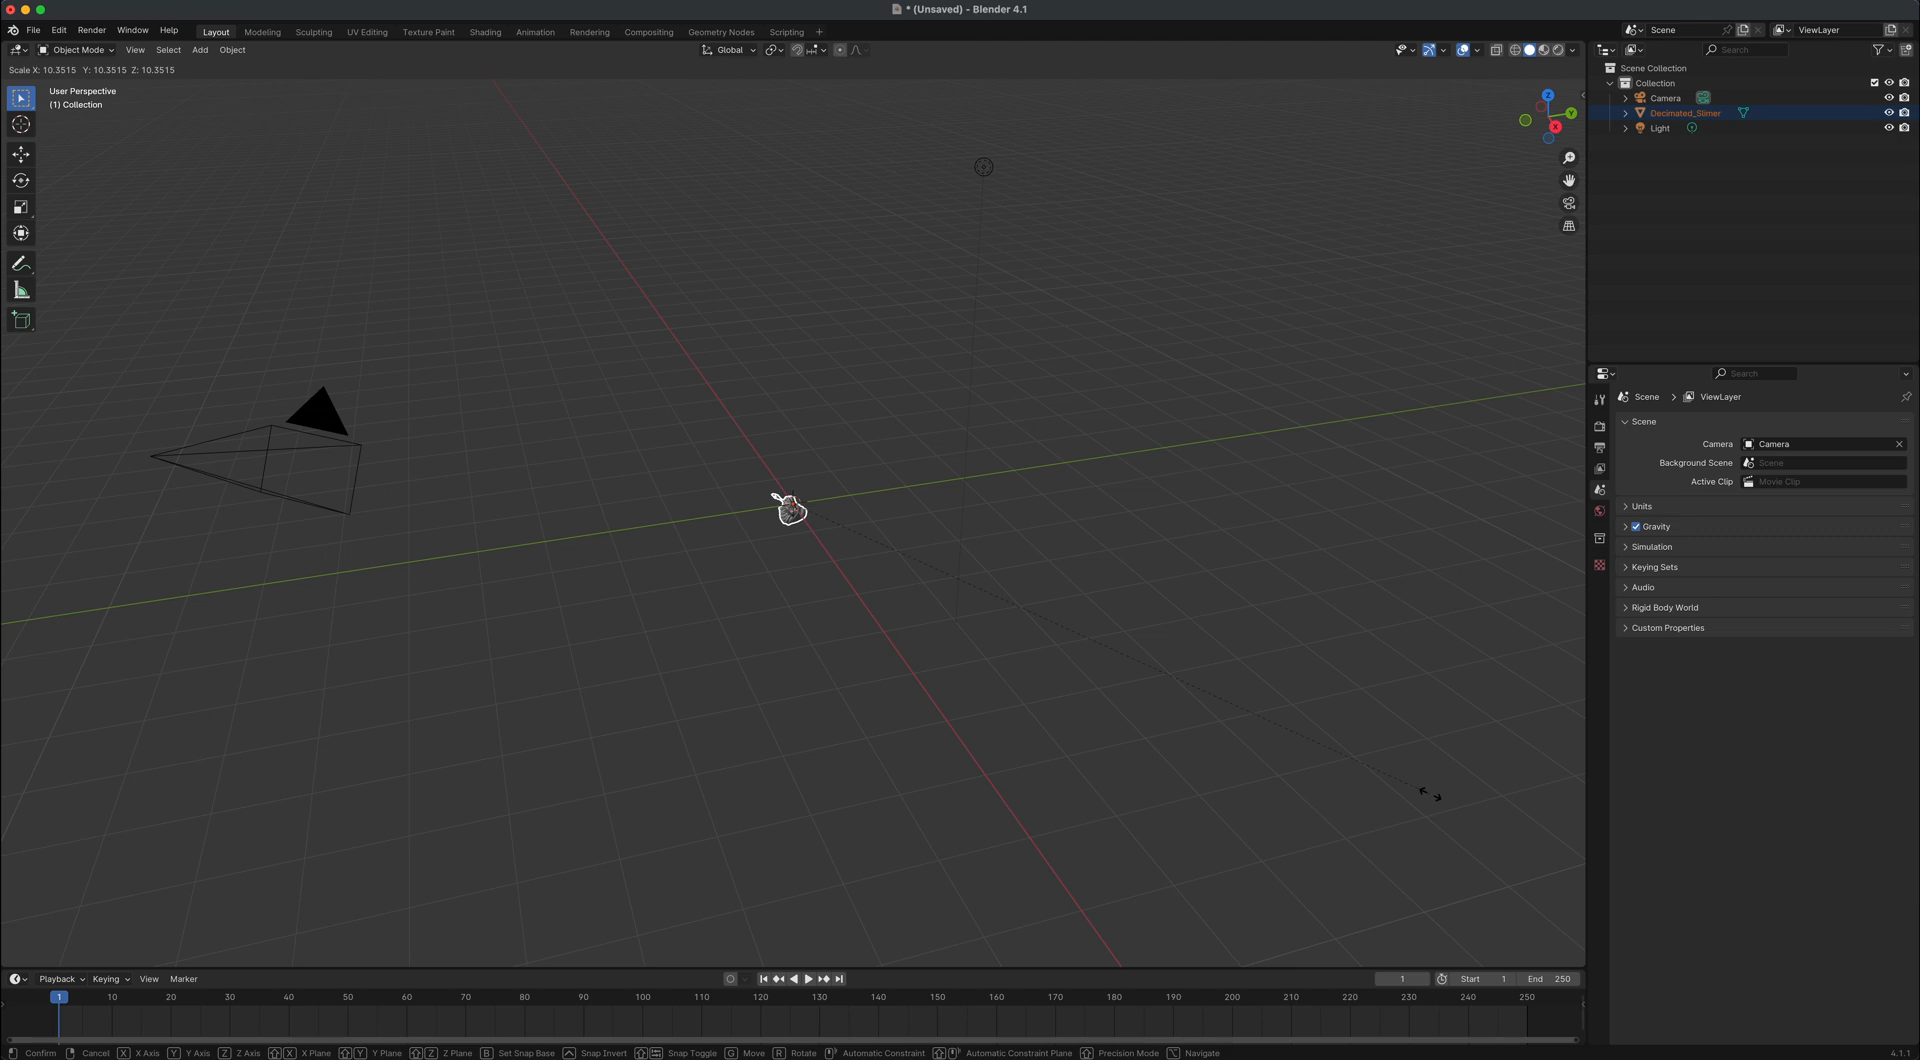 * (Unsaved) - Blender 4.1
File Edit Render Window Help Layout Modeling Sculpting UV Editing Texture Paint Shading Animation Rendering Compositing Geometry Nodes Scripting + Scene ViewLayer
Object Mode View Select Add Object Global Search
Scale X: 10.3515 Y: 10.3515 Z: 10.3515
User Perspective
(1) Collection
Z
Y
X
Scene Collection
Collection
Camera
Decimated_Slimer
Light
Search
Scene > ViewLayer
Scene
Camera Camera
Background Scene Scene
Active Clip Movie Clip
Units
Gravity
Simulation
Keying Sets
Audio
Rigid Body World
Custom Properties
Playback Keying View Marker 1 Start 1 End 250
1 10 20 30 40 50 60 70 80 90 100 110 120 130 140 150 160 170 180 190 200 210 220 230 240 250
Confirm Cancel X X Axis Y Y Axis Z Z Axis X X Plane Y Y Plane Z Z Plane B Set Snap Base Snap Invert Snap Toggle G Move R Rotate Automatic Constraint Automatic Constraint Plane Precision Mode Navigate 4.1.1